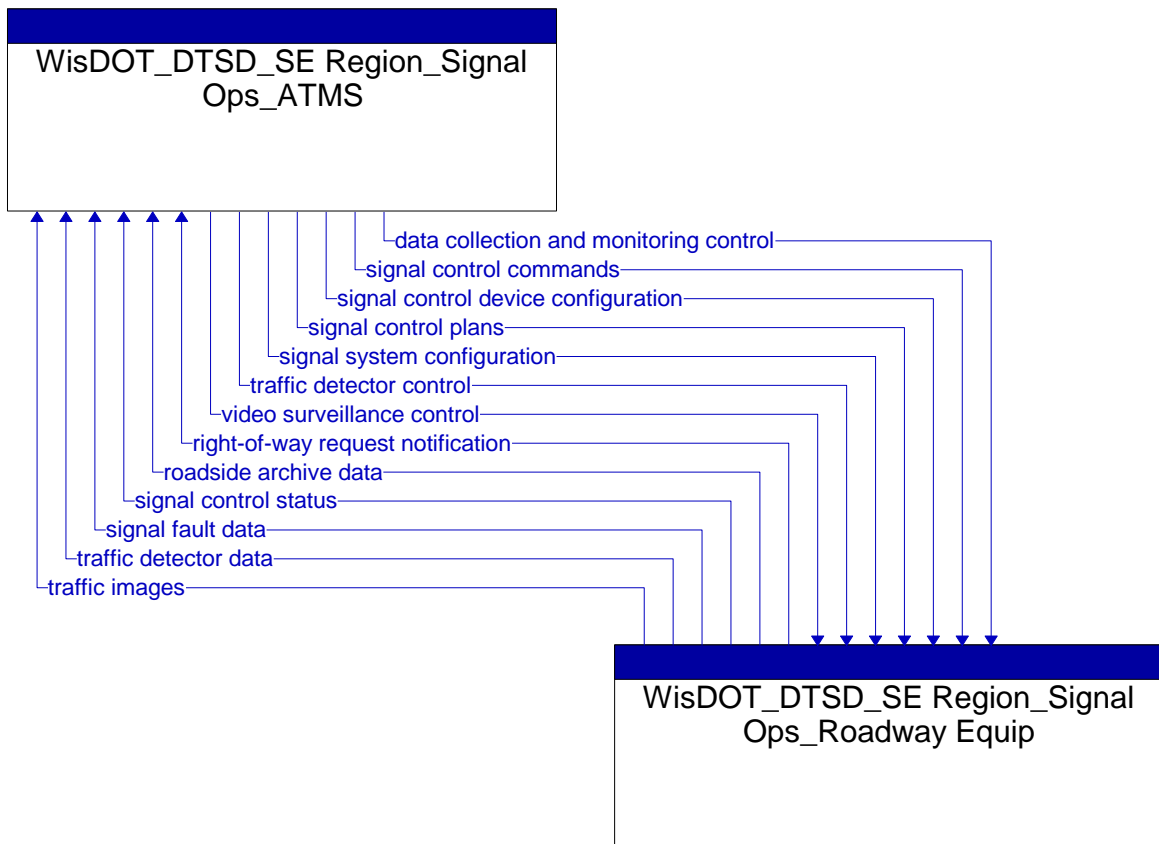 WisDOT_DTSD_SE Region_Signal
Ops_ATMS
data collection and monitoring control
signal control commands
signal control device configuration
signal control plans
signal system configuration
traffic detector control
video surveillance control
right-of-way request notification
roadside archive data
signal control status
signal fault data
traffic detector data
traffic images
WisDOT_DTSD_SE Region_Signal
Ops_Roadway Equip